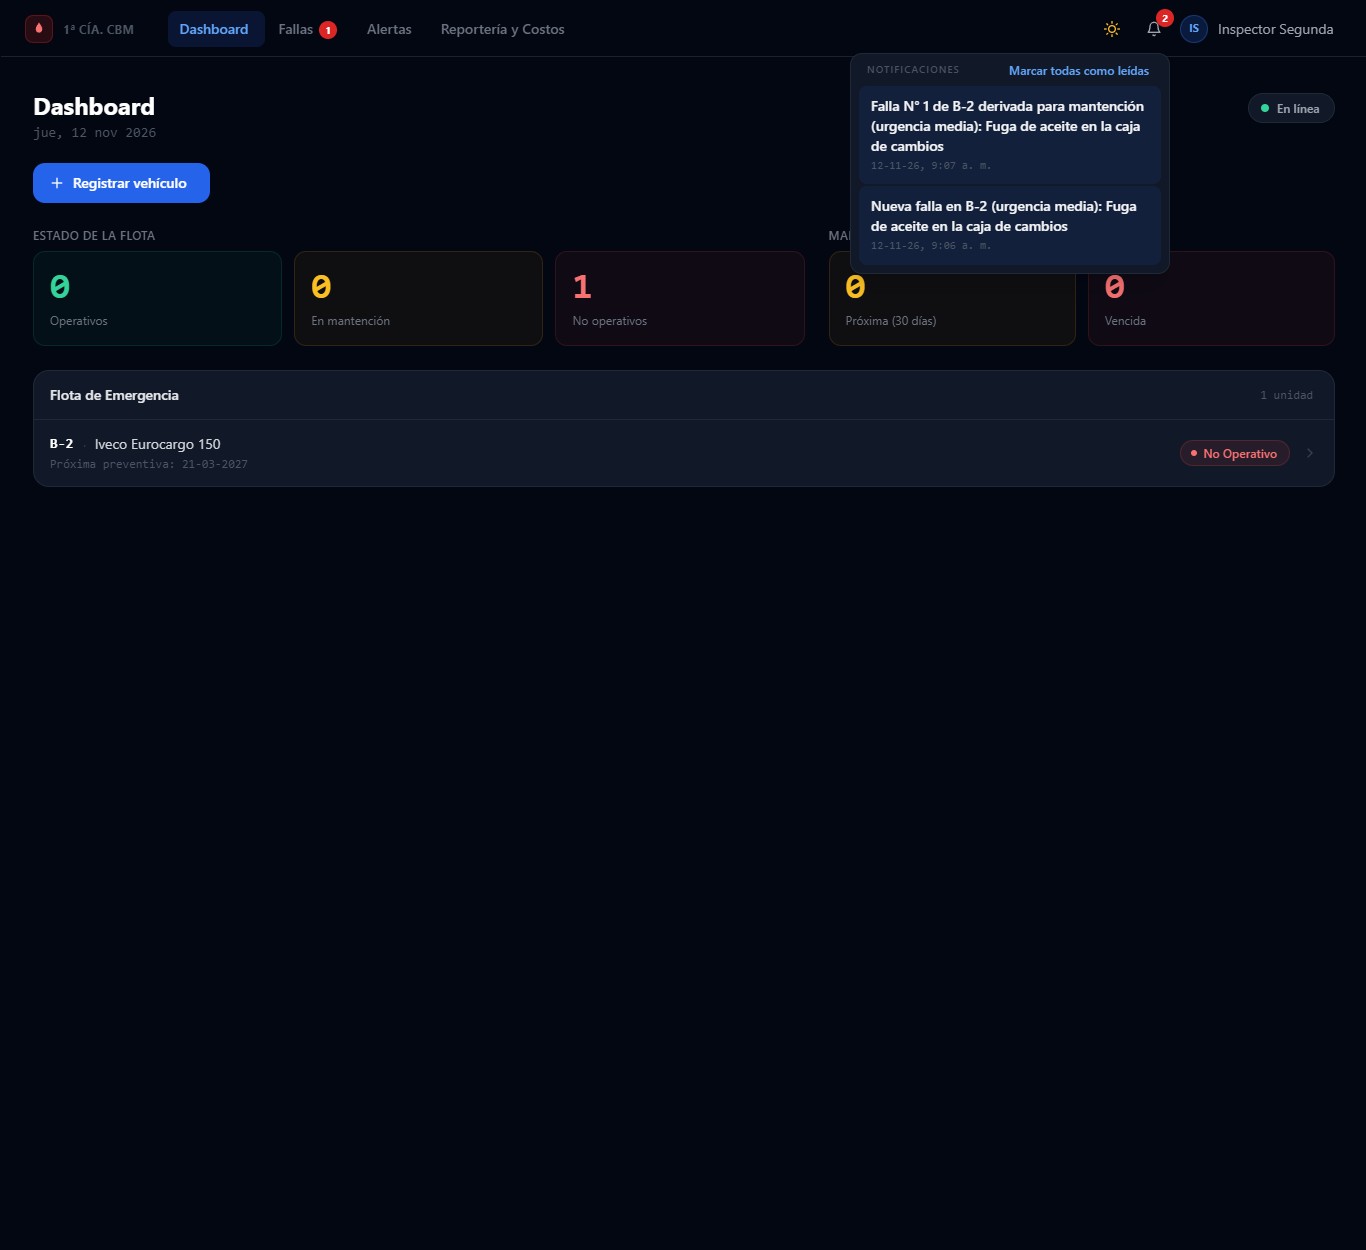 1ª CÍA. CBM
Dashboard
Fallas 1
Alertas
Reportería y Costos
2
IS
Inspector Segunda
NOTIFICACIONES
Marcar todas como leídas
Falla N° 1 de B-2 derivada para mantención
(urgencia media): Fuga de aceite en la caja
de cambios
12-11-26, 9:07 a. m.
Nueva falla en B-2 (urgencia media): Fuga
de aceite en la caja de cambios
12-11-26, 9:06 a. m.
Dashboard
jue, 12 nov 2026
En línea
+ Registrar vehículo
ESTADO DE LA FLOTA
0
Operativos
0
En mantención
1
No operativos
0
Próxima (30 días)
0
Vencida
Flota de Emergencia
1 unidad
B-2 · Iveco Eurocargo 150
Próxima preventiva: 21-03-2027
No Operativo